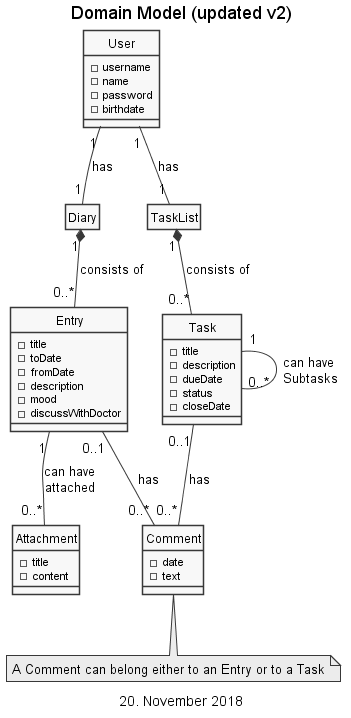 Domain Model (updated v2)
User
username
name
password
birthdate
1
1
has
has
1
1
Diary
TaskList
1
1
consists of
consists of
0..*
0..*
Entry
title
toDate
fromDate
description
mood
discussWithDoctor
Task
title
description
dueDate
status
closeDate
1
can have
Subtasks
0..*
1
0..1
0..1
can have
attached
has
has
0..*
0..*
0..*
Attachment
title
content
Comment
date
text
A Comment can belong either to an Entry or to a Task
20. November 2018